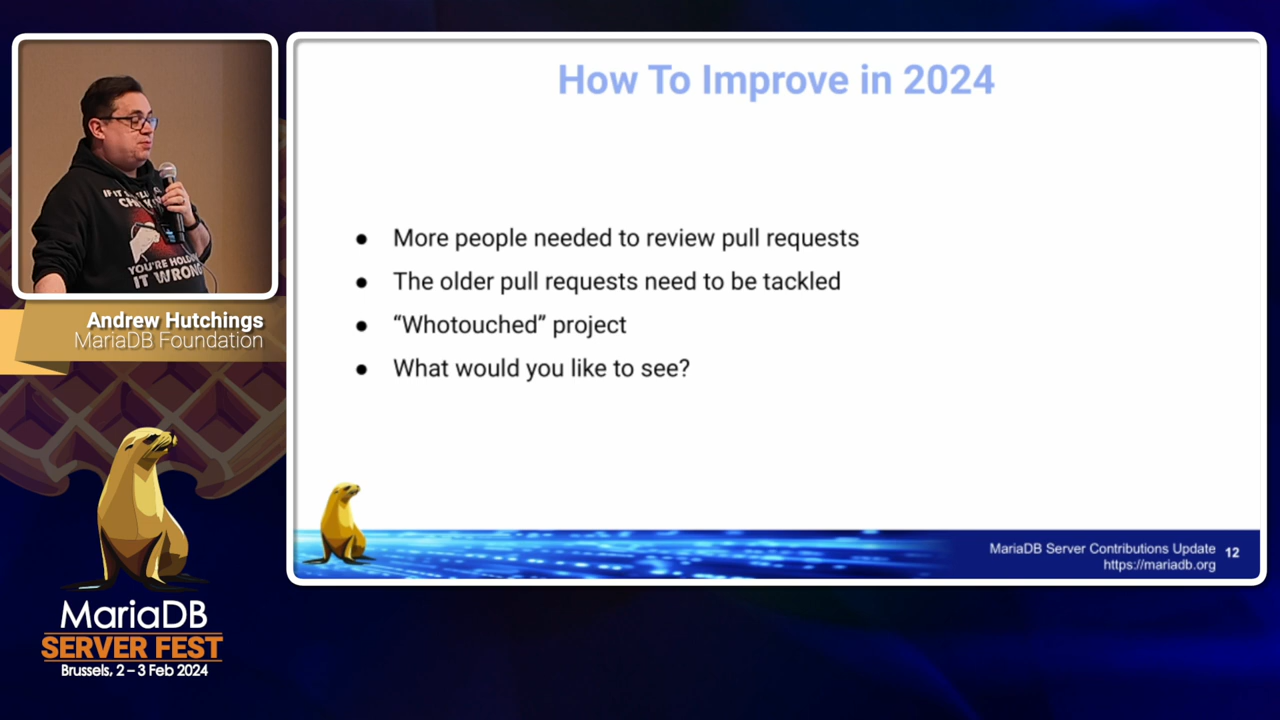 How To Improve in 2024
● More people needed to review pull requests
● The older pull requests need to be tackled
● “Whotouched” project
● What would you like to see?
MariaDB Server Contributions Update 12
https://mariadb.org
IF IT
YOU'RE
IT WRONG
Andrew Hutchings
MariaDB Foundation
MariaDB
SERVER FEST
Brussels, 2 – 3 Feb 2024